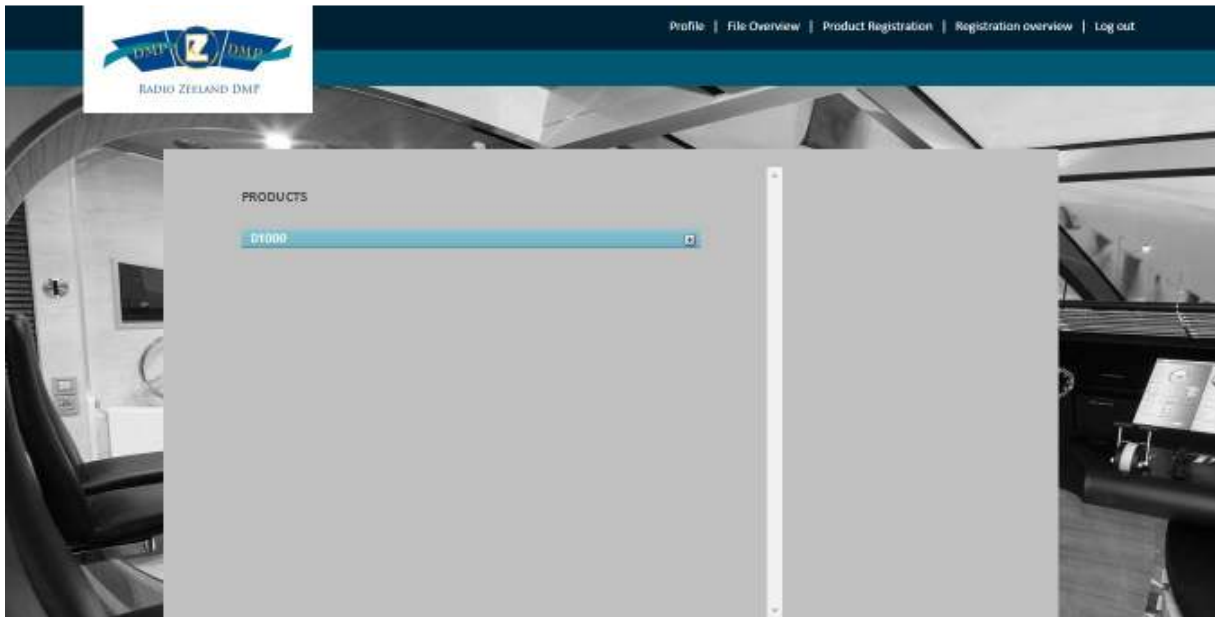 Profile | File Overview | Product Registration | Registration overview | Log out
DMP Z DMP
RADIO ZEELAND DMP
PRODUCTS
D1000